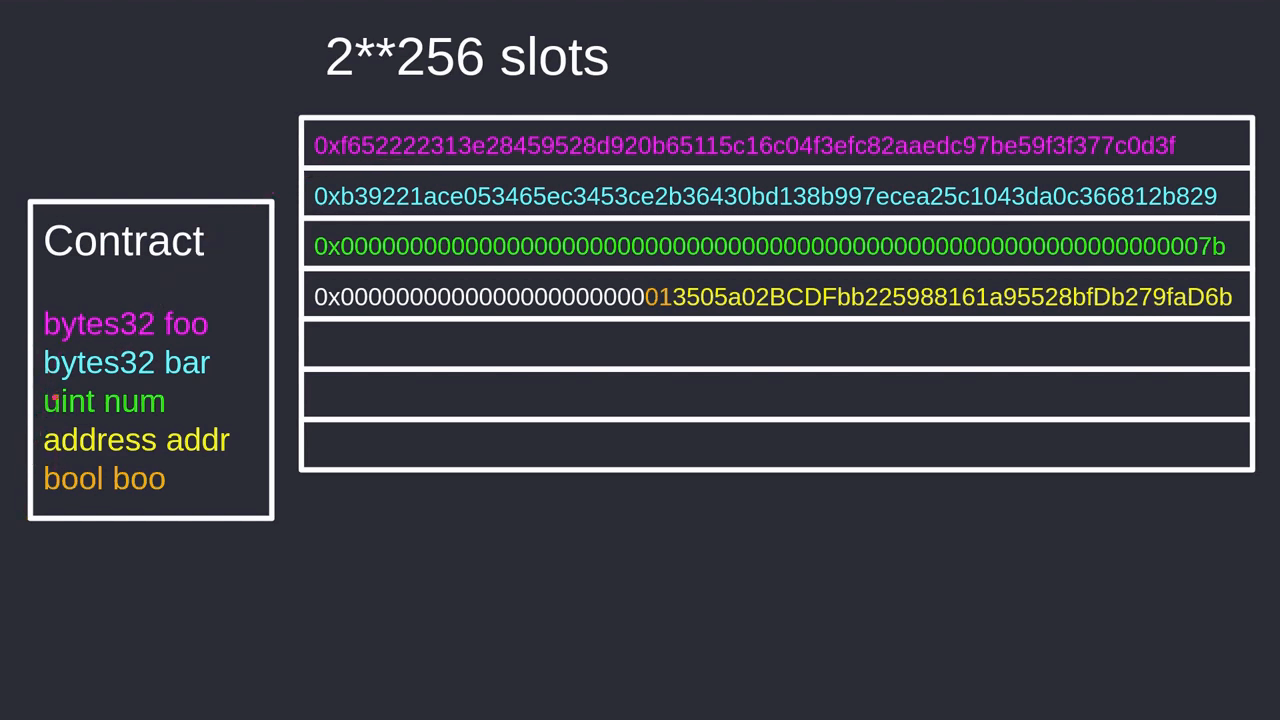 2**256 slots
0xf652222313e28459528d920b65115c16c04f3efc82aaedc97be59f3f377c0d3f
0xb39221ace053465ec3453ce2b36430bd138b997ecea25c1043da0c366812b829
0x000000000000000000000000000000000000000000000000000000000000007b
0x0000000000000000000000013505a02BCDFbb225988161a95528bfDb279faD6b
Contract
bytes32 foo
bytes32 bar
uint num
address addr
bool boo